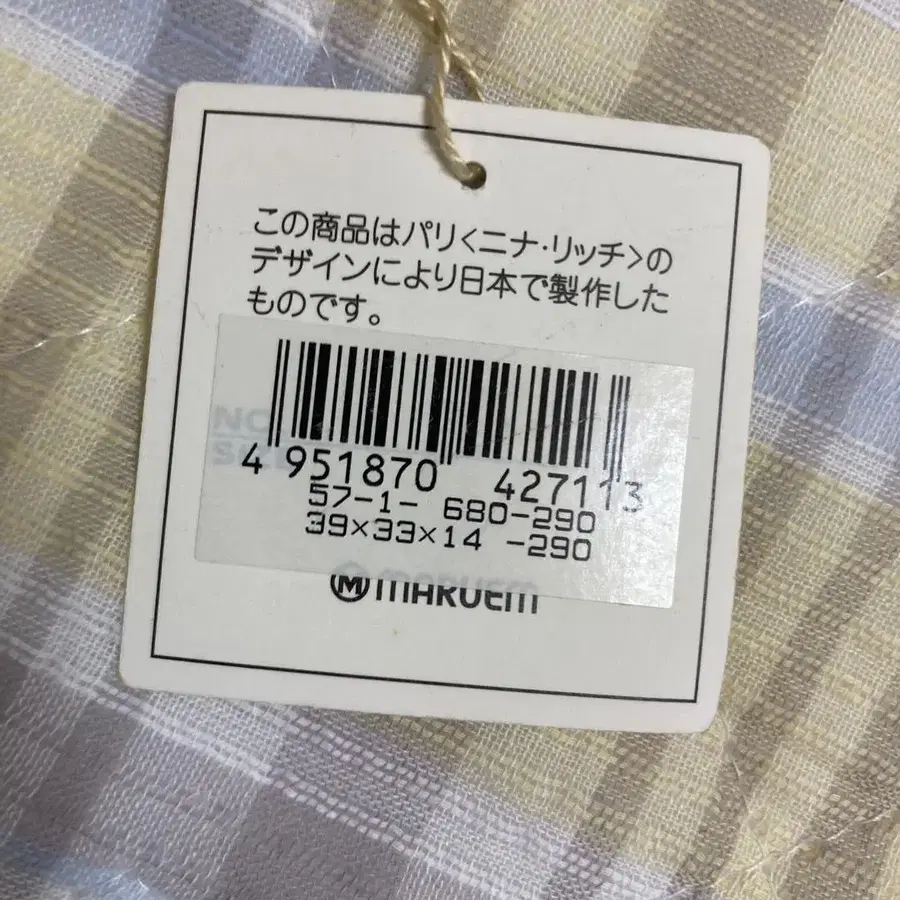 この商品はパリ〈ニナ・リッチ〉の
デザインにより日本で製作した
ものです。
NO
SIZE
4 951870 427113
57-1- 680-290
39×33×14 -290
M MARUEM